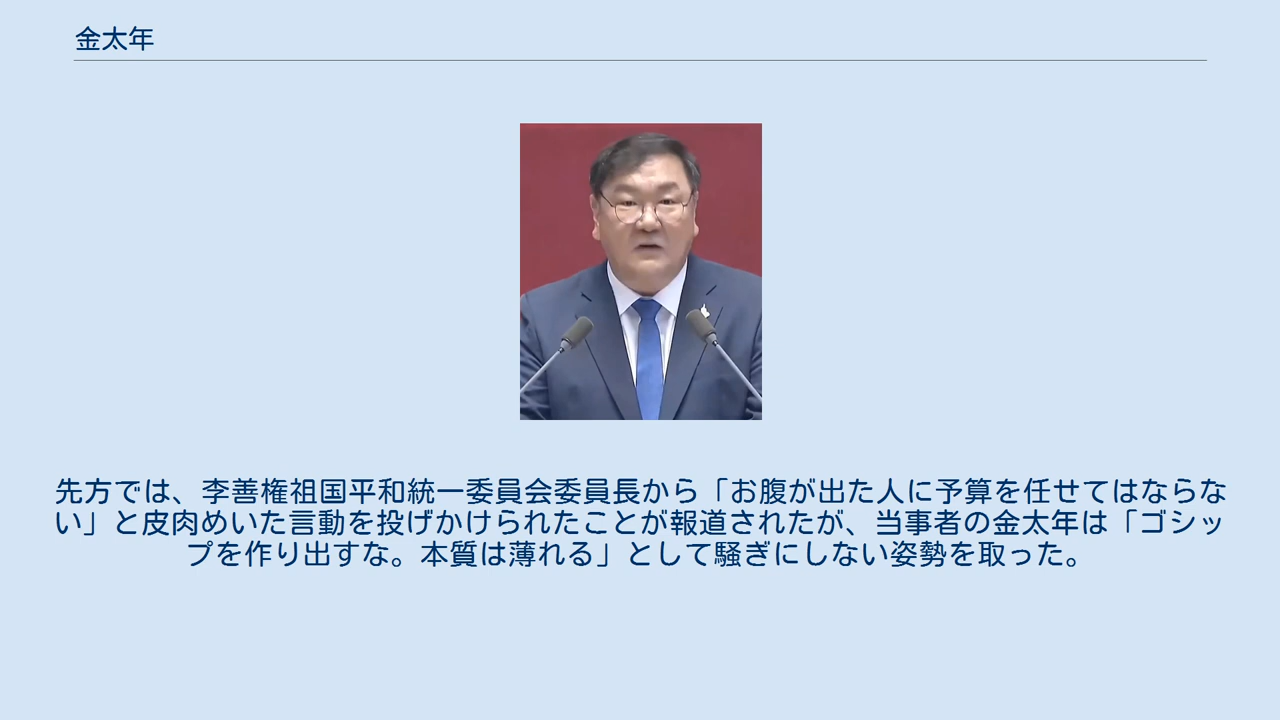 金太年
先方では、李善権祖国平和統一委員会委員長から「お腹が出た人に予算を任せてはならな
い」と皮肉めいた言動を投げかけられたことが報道されたが、当事者の金太年は「ゴシッ
プを作り出すな。本質は薄れる」として騒ぎにしない姿勢を取った。